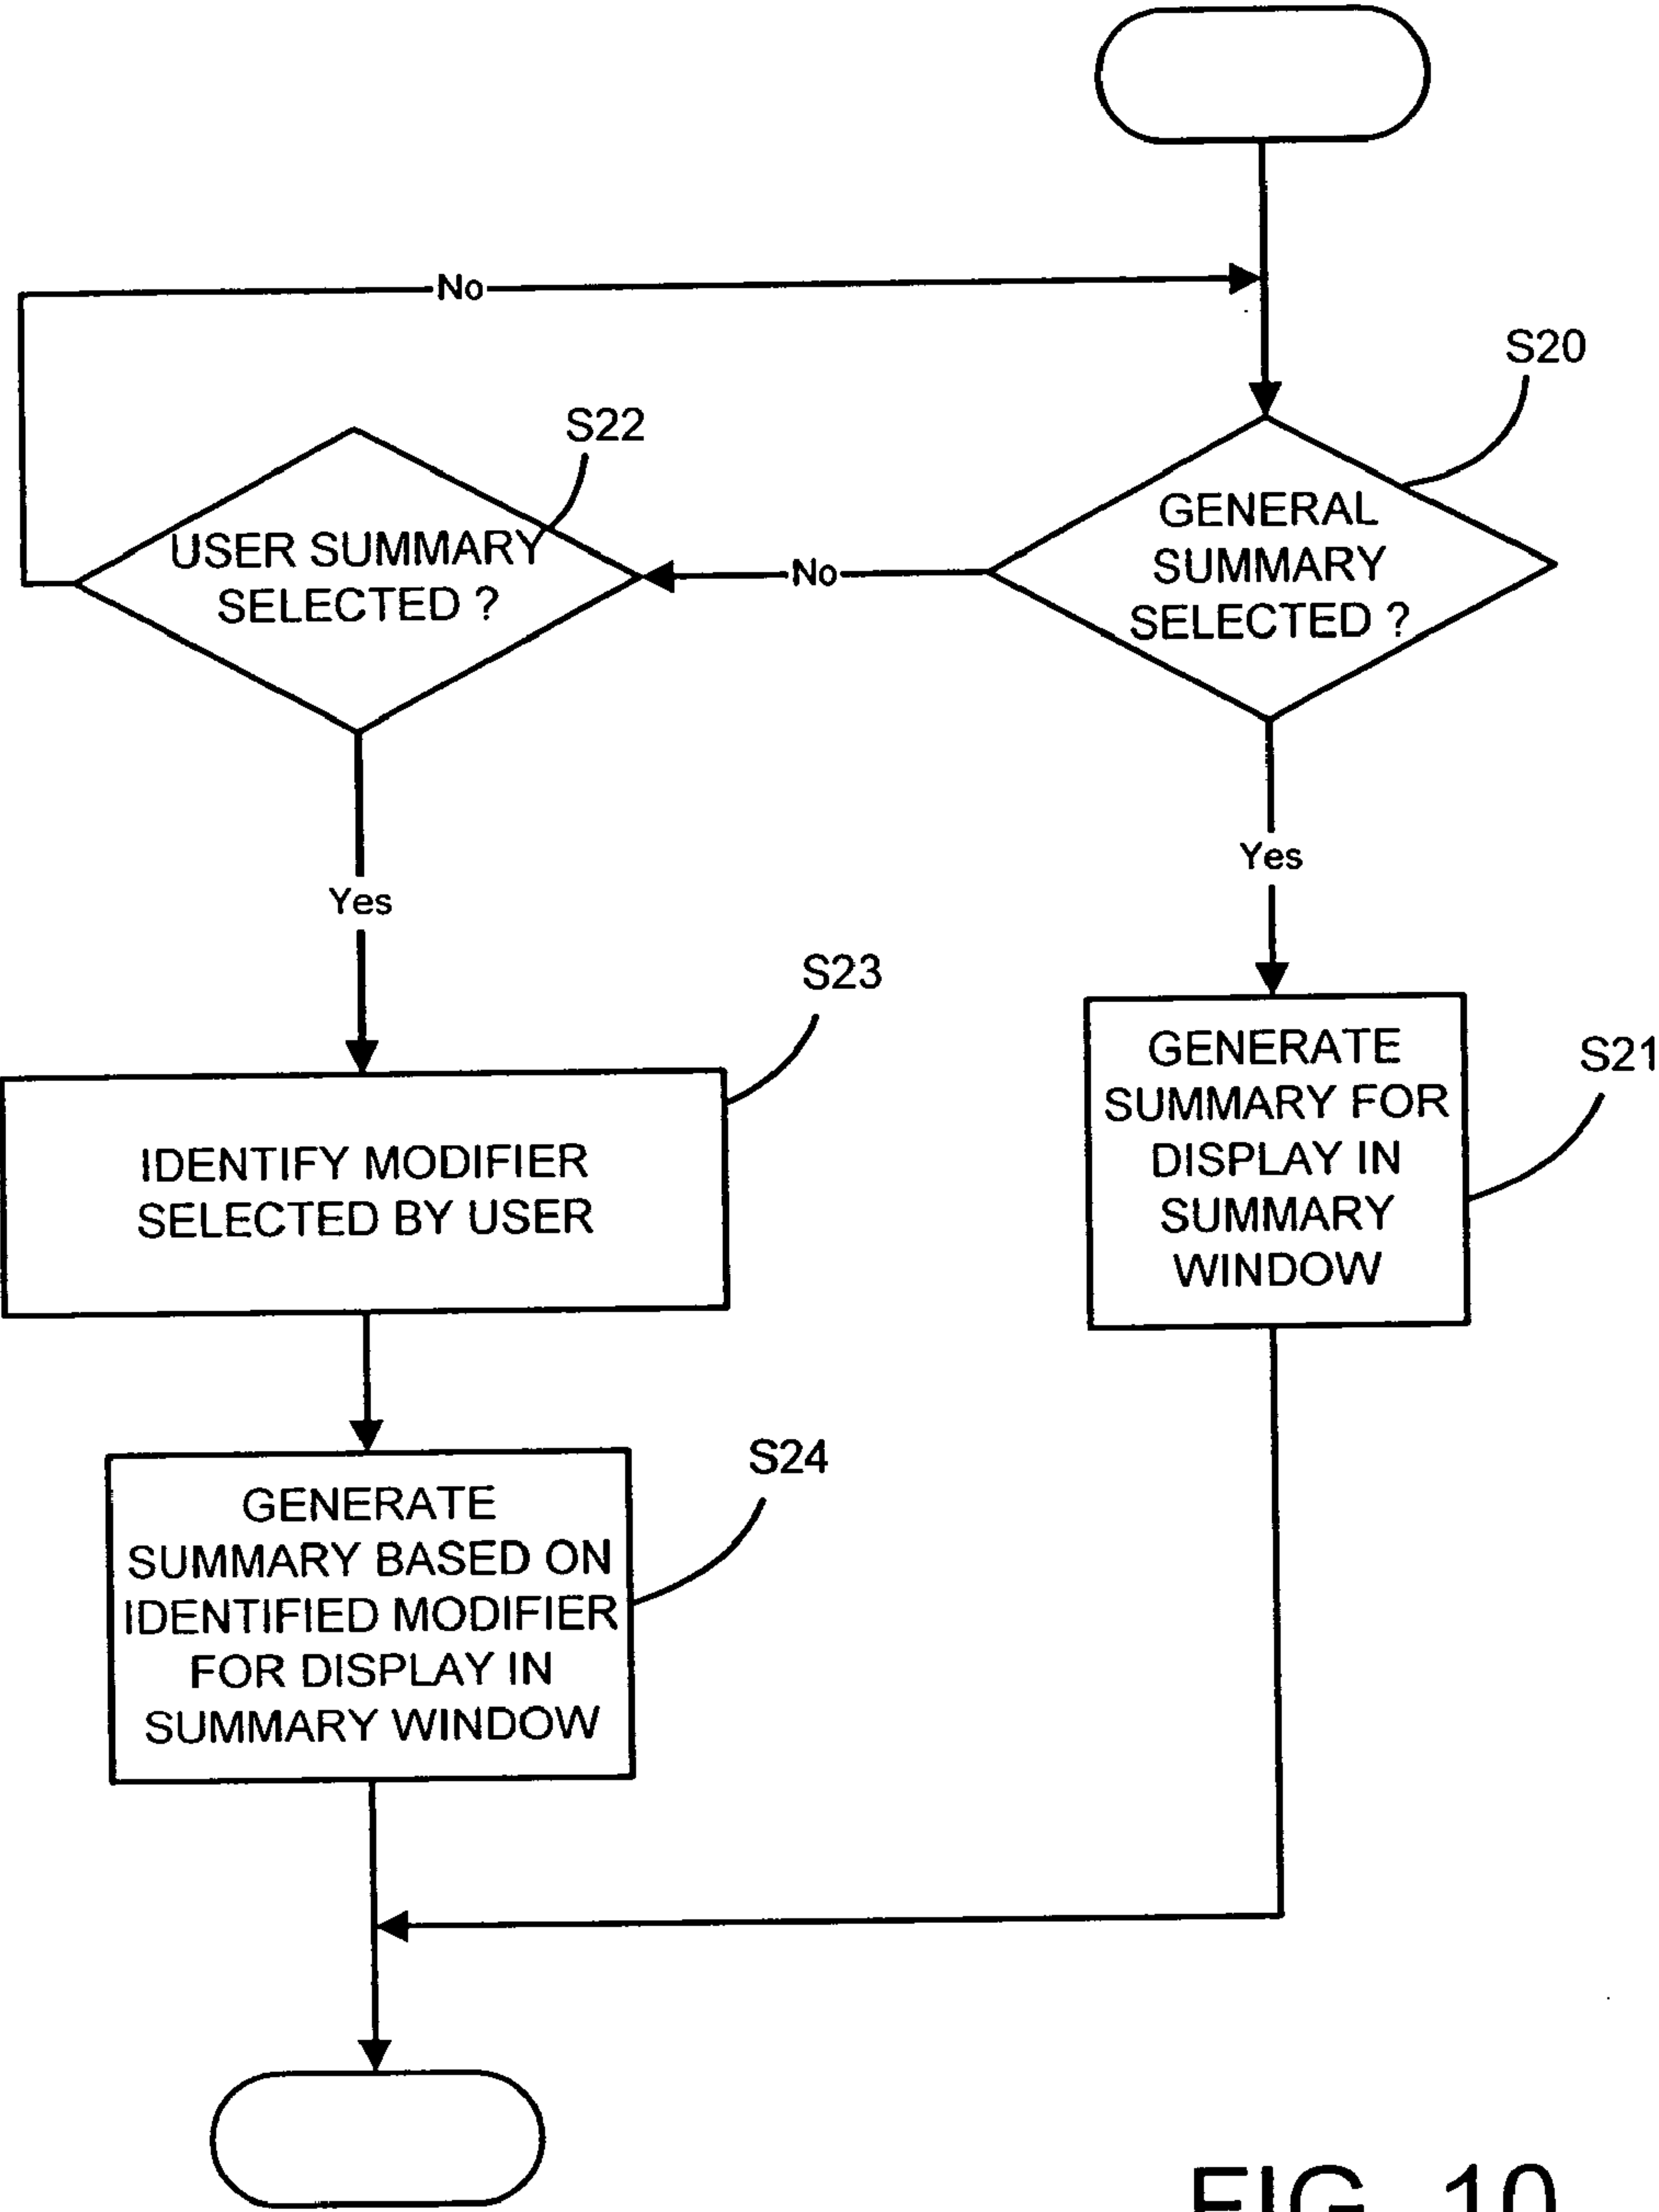 No
S20
S22
GENERAL
SUMMARY
SELECTED ?
USER SUMMARY
SELECTED ?
No
Yes
Yes
S23
S21
GENERATE
SUMMARY FOR
DISPLAY IN
SUMMARY
WINDOW
IDENTIFY MODIFIER
SELECTED BY USER
S24
GENERATE
SUMMARY BASED ON
IDENTIFIED MODIFIER
FOR DISPLAY IN
SUMMARY WINDOW
FIG. 10